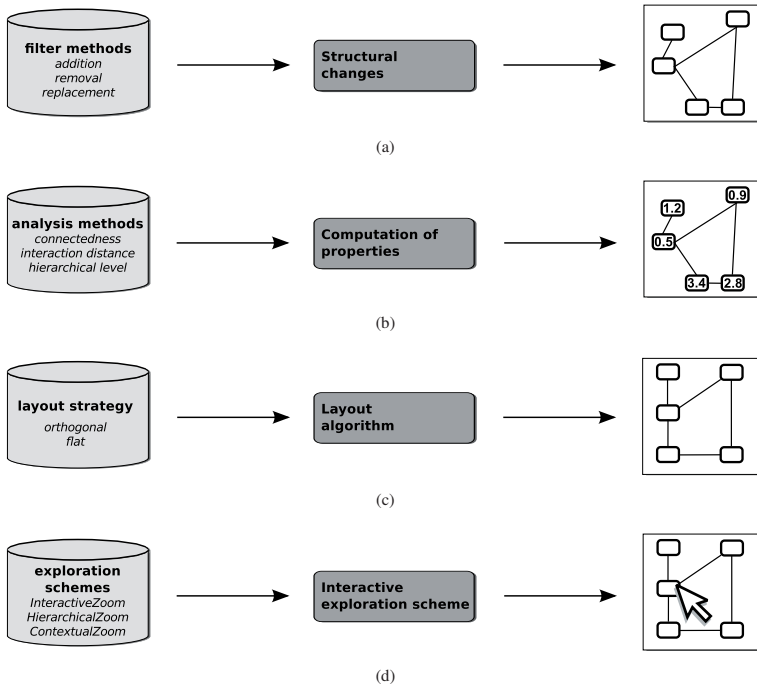 filter methods
addition
removal
replacement
Structural
changes
(a)
analysis methods
connectedness
interaction distance
hierarchical level
Computation of
properties
1.2
0.9
0.5
3.4
2.8
(b)
layout strategy
orthogonal
flat
Layout
algorithm
(c)
exploration
schemes
InteractiveZoom
HierarchicalZoom
ContextualZoom
Interactive
exploration scheme
(d)